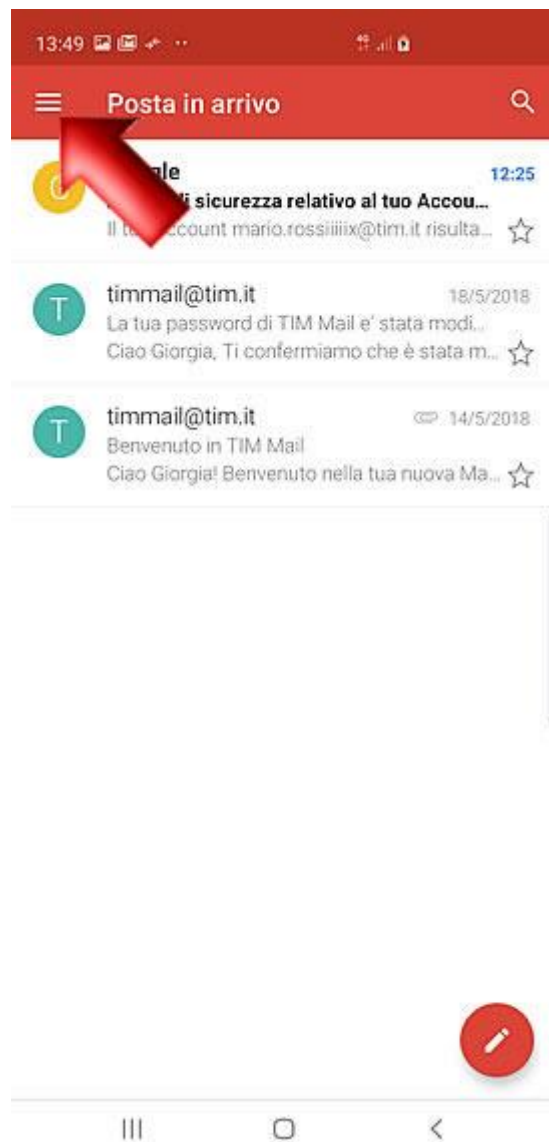 13:49
Posta in arrivo
12:25
sicurezza relativo al tuo Accou...
account mario.rossiiiiix@tim.it risulta...
T
timmail@tim.it
18/5/2018
La tua password di TIM Mail e' stata modi...
Ciao Giorgia, Ti confermiamo che è stata m...
T
timmail@tim.it
14/5/2018
Benvenuto in TIM Mail
Ciao Giorgia! Benvenuto nella tua nuova Ma...